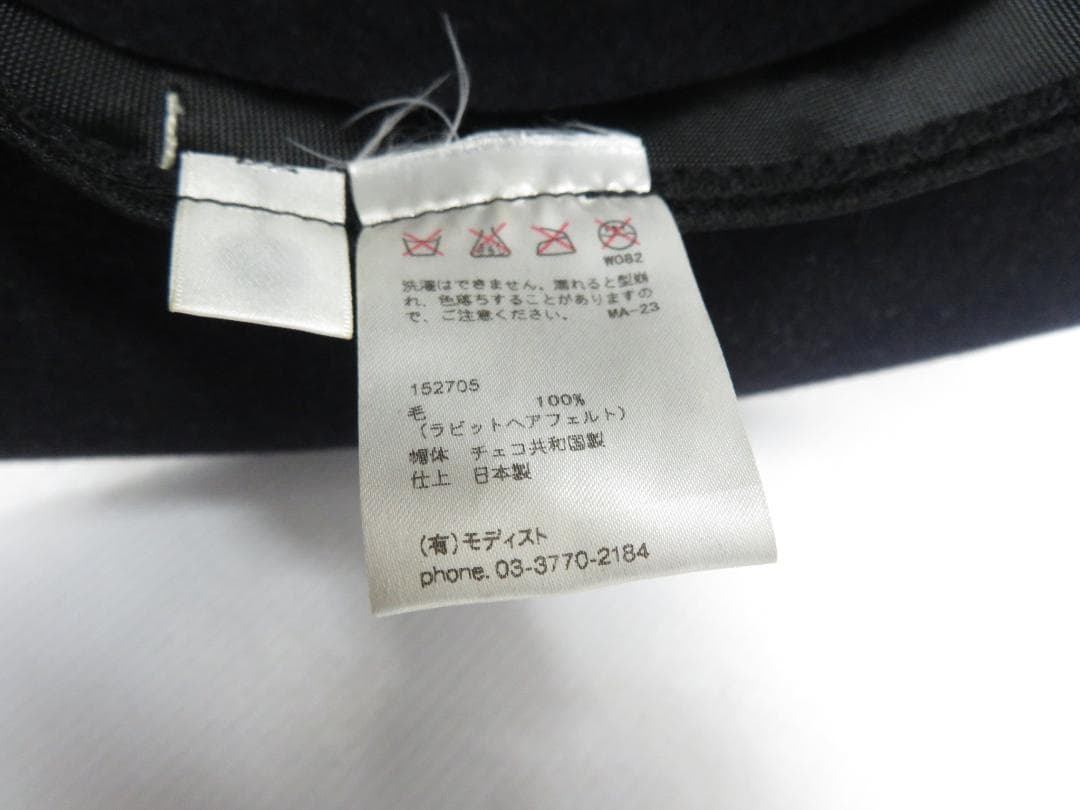 W082
洗濯はできません。濡れると型崩
れ、色落ちすることがありますの
で、ご注意ください。 MA-23
152705
毛 100%
(ラビットヘアフェルト)
帽体 チェコ共和国製
仕上 日本製
(有)モディスト
phone. 03-3770-2184